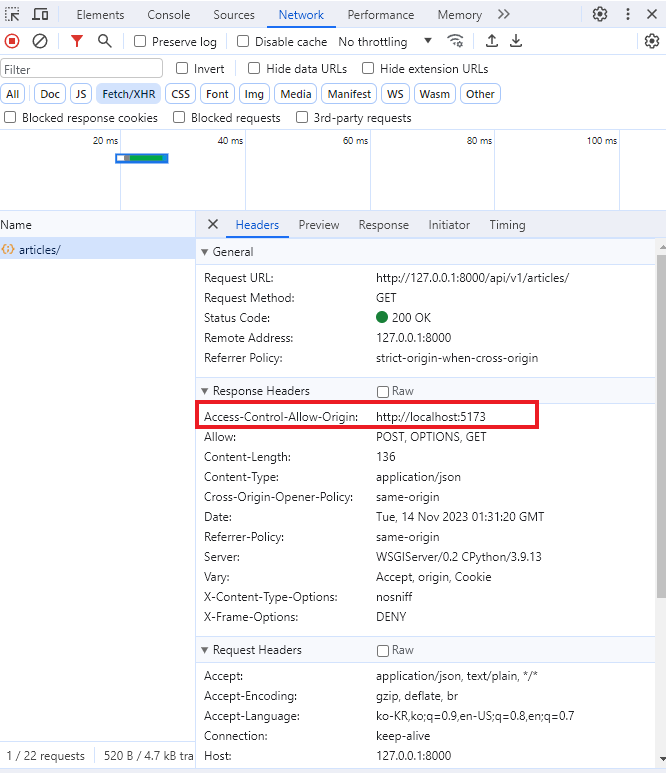 Elements Console Sources Network Performance Memory
Preserve log Disable cache No throttling
Filter Invert Hide data URLs Hide extension URLs
All Doc JS Fetch/XHR CSS Font Img Media Manifest WS Wasm Other
Blocked response cookies Blocked requests 3rd-party requests
20 ms 40 ms 60 ms 80 ms 100 ms
Name Headers Preview Response Initiator Timing
articles/
General
Request URL: http://127.0.0.1:8000/api/v1/articles/
Request Method: GET
Status Code: 200 OK
Remote Address: 127.0.0.1:8000
Referrer Policy: strict-origin-when-cross-origin
Response Headers Raw
Access-Control-Allow-Origin: http://localhost:5173
Allow: POST, OPTIONS, GET
Content-Length: 136
Content-Type: application/json
Cross-Origin-Opener-Policy: same-origin
Date: Tue, 14 Nov 2023 01:31:20 GMT
Referrer-Policy: same-origin
Server: WSGIServer/0.2 CPython/3.9.13
Vary: Accept, origin, Cookie
X-Content-Type-Options: nosniff
X-Frame-Options: DENY
Request Headers Raw
Accept: application/json, text/plain, */*
Accept-Encoding: gzip, deflate, br
Accept-Language: ko-KR,ko;q=0.9,en-US;q=0.8,en;q=0.7
Connection: keep-alive
Host: 127.0.0.1:8000
1 / 22 requests 520 B / 4.7 kB tra